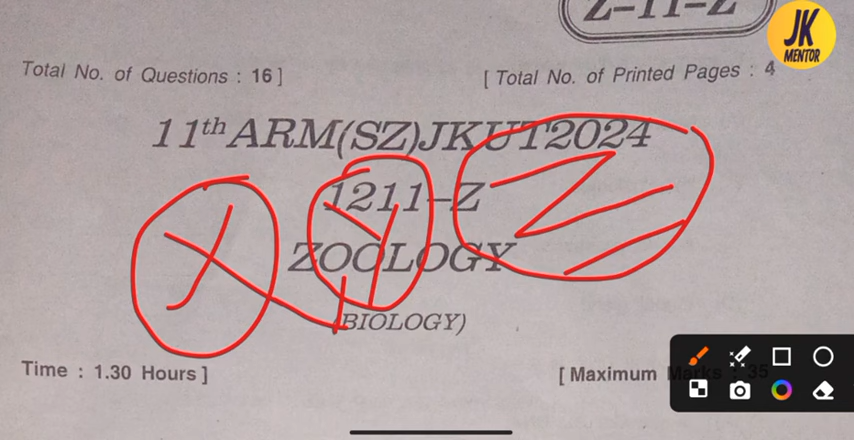 Z-11-Z
JK
MENTOR
Total No. of Questions : 16 ]
[ Total No. of Printed Pages : 4
11th ARM(SZ)JKUT2024
X
Y
Z
1211-Z
ZOOLOGY
(BIOLOGY)
Time : 1.30 Hours ]
[ Maximum Marks : 35